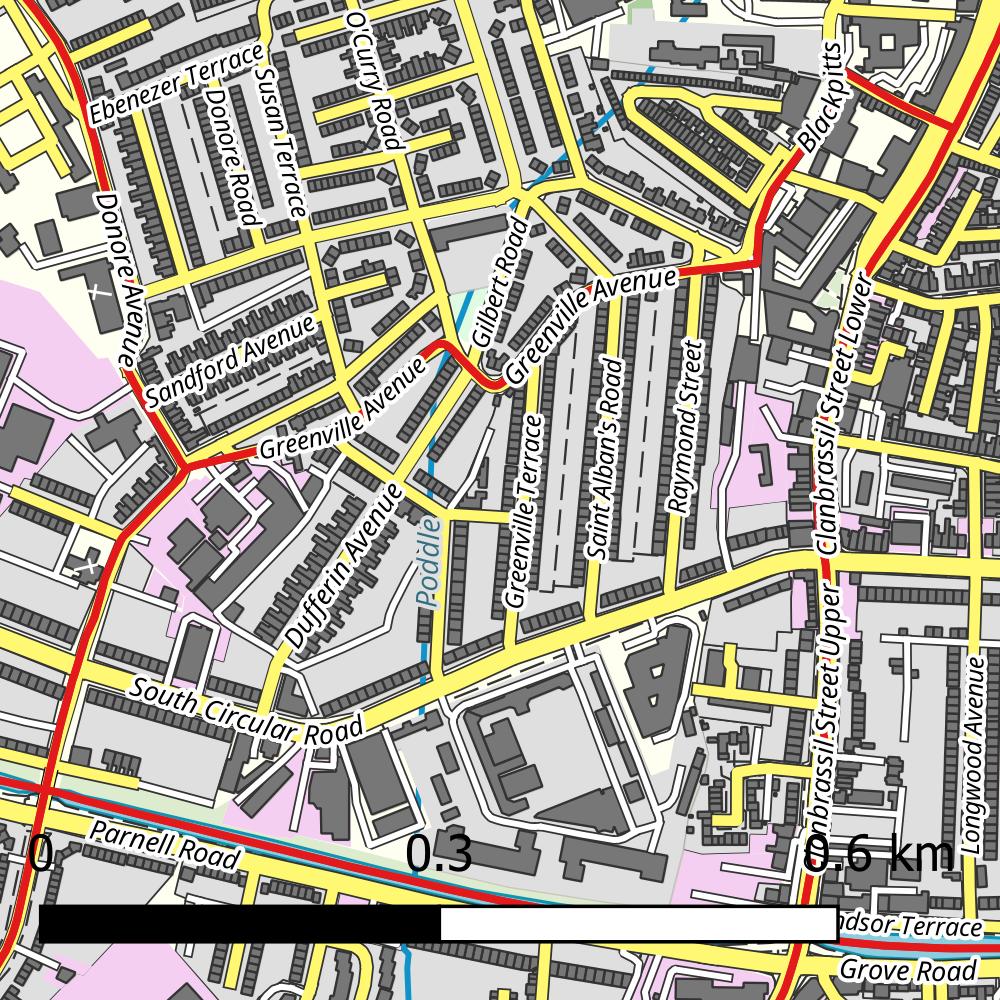 O'Curry Road
Ebenezer Terrace
Susan Terrace
Donore Road
Blackpitts
Donore Avenue
Gilbert Road
Greenville Avenue
Clanbrassil Street Lower
Sandford Avenue
Greenville Avenue
Saint Alban's Road
Raymond Street
Greenville Terrace
Dufferin Avenue
Poddle
Clanbrassil Street Upper
South Circular Road
Longwood Avenue
Parnell Road
0 0.3 0.6 km
Terrace
Grove Road